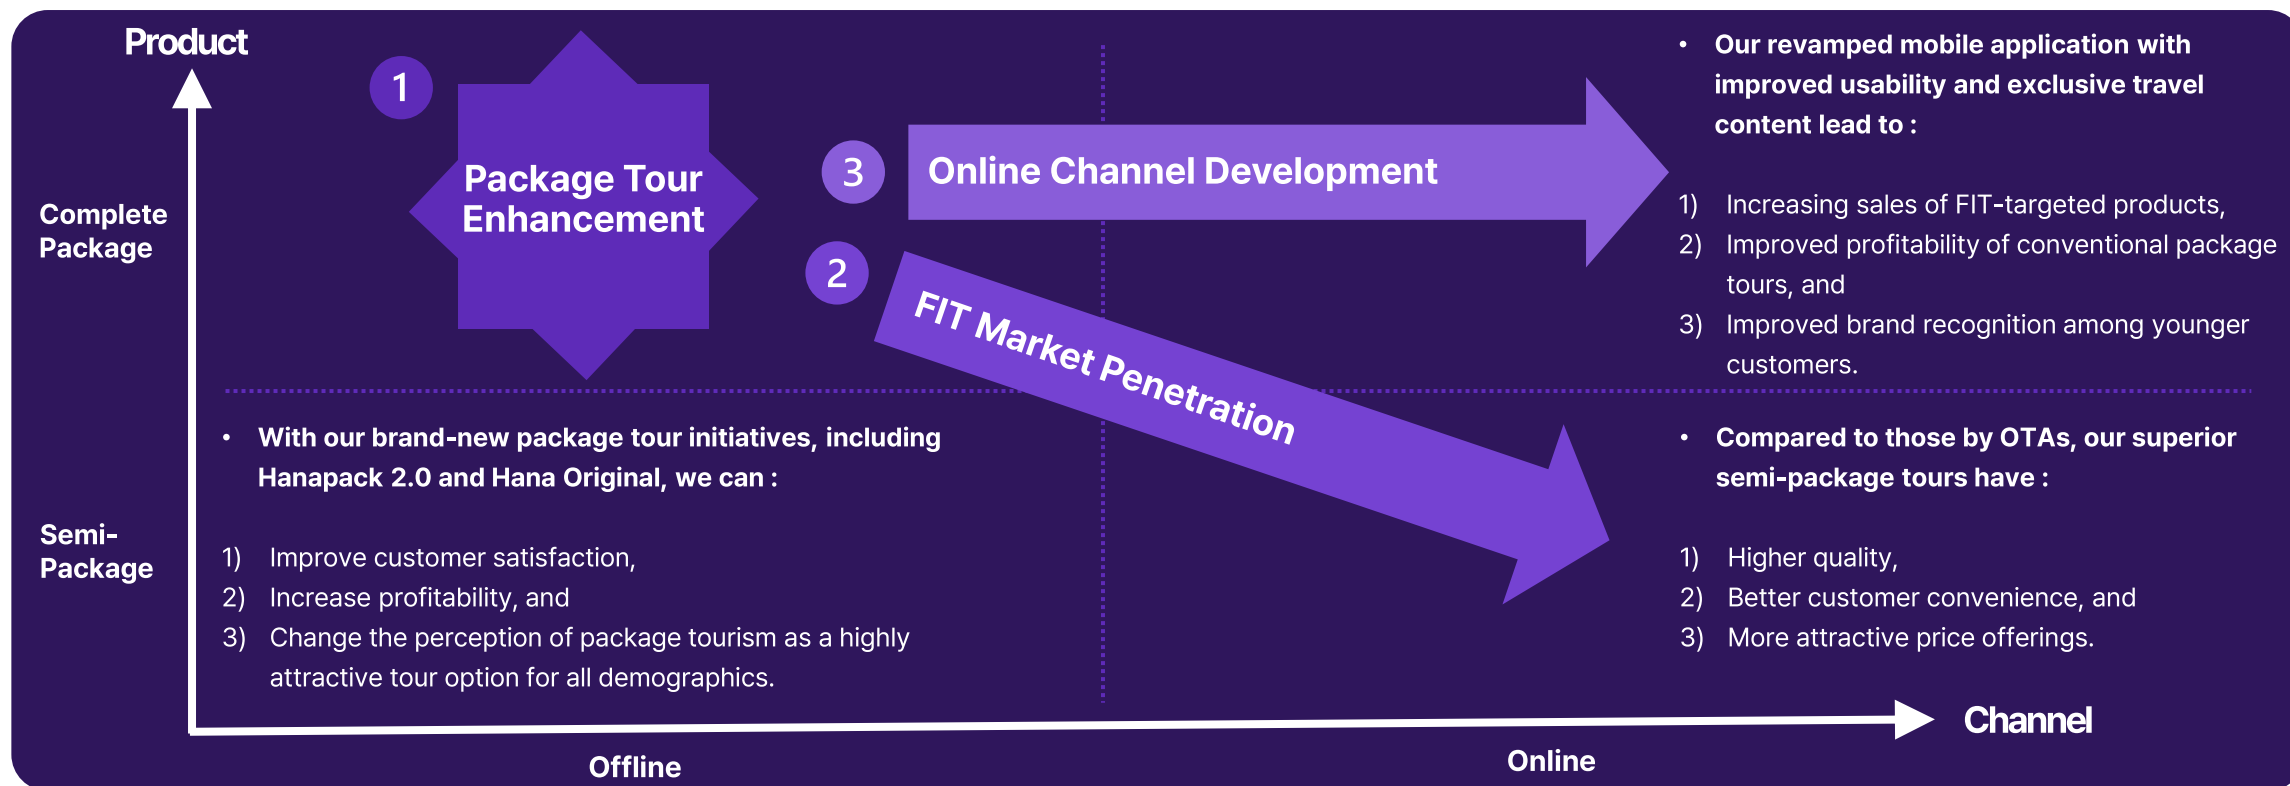 Product
Complete
Package
Semi-
Package
1
Package Tour
Enhancement
3
Online Channel Development
2
FIT Market Penetration
• Our revamped mobile application with
improved usability and exclusive travel
content lead to :
1) Increasing sales of FIT-targeted products,
2) Improved profitability of conventional package
tours, and
3) Improved brand recognition among younger
customers.
• With our brand-new package tour initiatives, including
Hanapack 2.0 and Hana Original, we can :
1) Improve customer satisfaction,
2) Increase profitability, and
3) Change the perception of package tourism as a highly
attractive tour option for all demographics.
• Compared to those by OTAs, our superior
semi-package tours have :
1) Higher quality,
2) Better customer convenience, and
3) More attractive price offerings.
Channel
Offline
Online